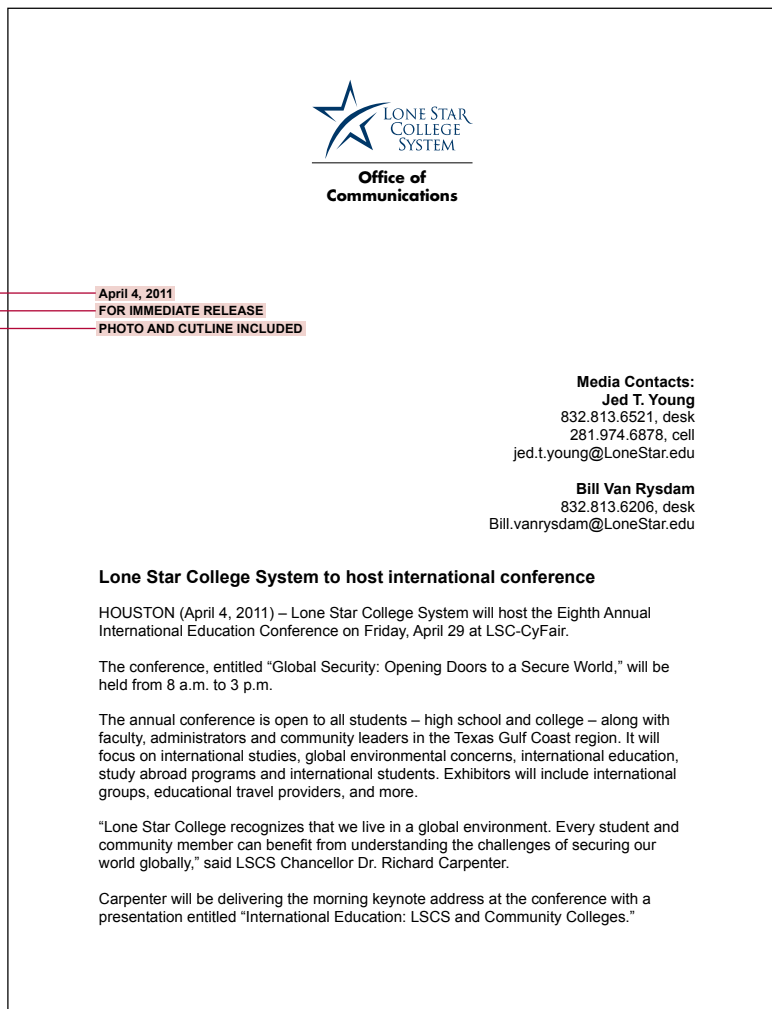 LONE STAR
COLLEGE
SYSTEM
Office of
Communications
April 4, 2011
FOR IMMEDIATE RELEASE
PHOTO AND CUTLINE INCLUDED
Media Contacts:
Jed T. Young
832.813.6521, desk
281.974.6878, cell
jed.t.young@LoneStar.edu
Bill Van Rysdam
832.813.6206, desk
Bill.vanrysdam@LoneStar.edu
Lone Star College System to host international conference
HOUSTON (April 4, 2011) – Lone Star College System will host the Eighth Annual
International Education Conference on Friday, April 29 at LSC-CyFair.
The conference, entitled “Global Security: Opening Doors to a Secure World,” will be
held from 8 a.m. to 3 p.m.
The annual conference is open to all students – high school and college – along with
faculty, administrators and community leaders in the Texas Gulf Coast region. It will
focus on international studies, global environmental concerns, international education,
study abroad programs and international students. Exhibitors will include international
groups, educational travel providers, and more.
“Lone Star College recognizes that we live in a global environment. Every student and
community member can benefit from understanding the challenges of securing our
world globally,” said LSCS Chancellor Dr. Richard Carpenter.
Carpenter will be delivering the morning keynote address at the conference with a
presentation entitled “International Education: LSCS and Community Colleges.”